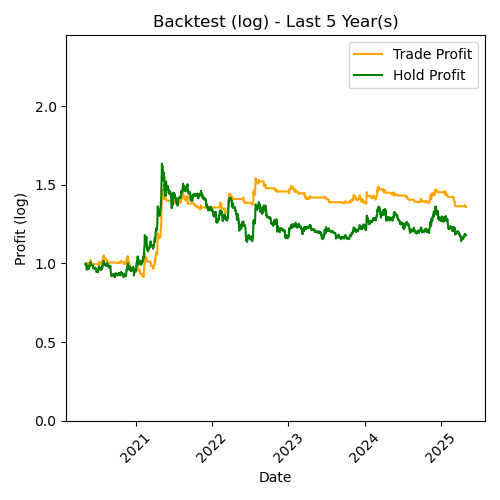 Backtest (log) - Last 5 Year(s)
Trade Profit
Hold Profit
Profit (log)
2.0
1.5
1.0
0.5
0.0
2021
2022
2023
2024
2025
Date